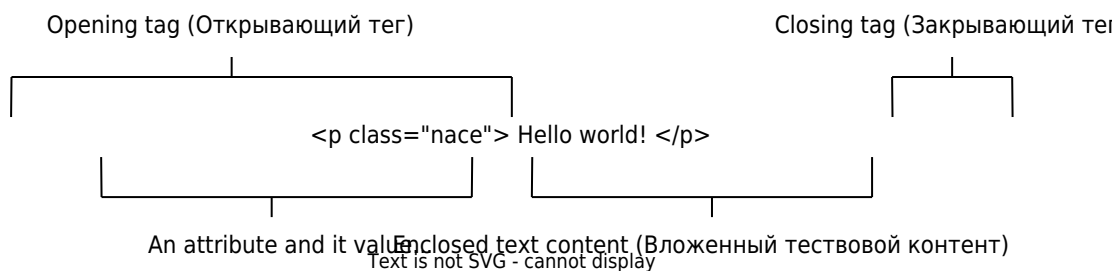 Opening tag (Открывающий тег)
Closing tag (Закрывающий тег
<p class="nace"> Hello world! </p>
An attribute and it value...
Enclosed text content (Вложенный тествовой контент)
Text is not SVG - cannot display